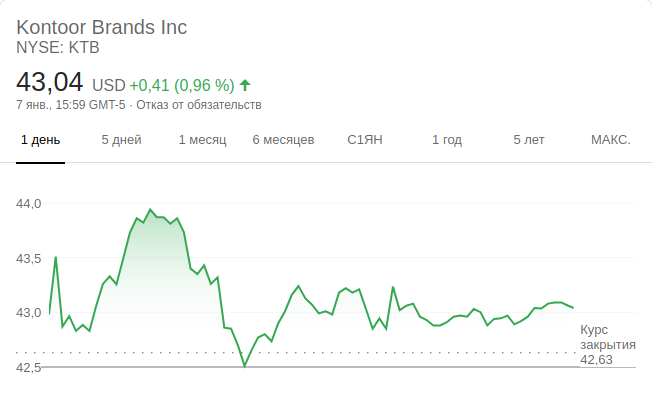 Kontoor Brands Inc
NYSE: KTB
43,04 USD +0,41 (0,96 %)
7 янв., 15:59 GMT-5 · Отказ от обязательств
1 день 5 дней 1 месяц 6 месяцев С1ЯН 1 год 5 лет МАКС.
44,0
43,5
43,0
Курс
закрытия
42,63
42,5